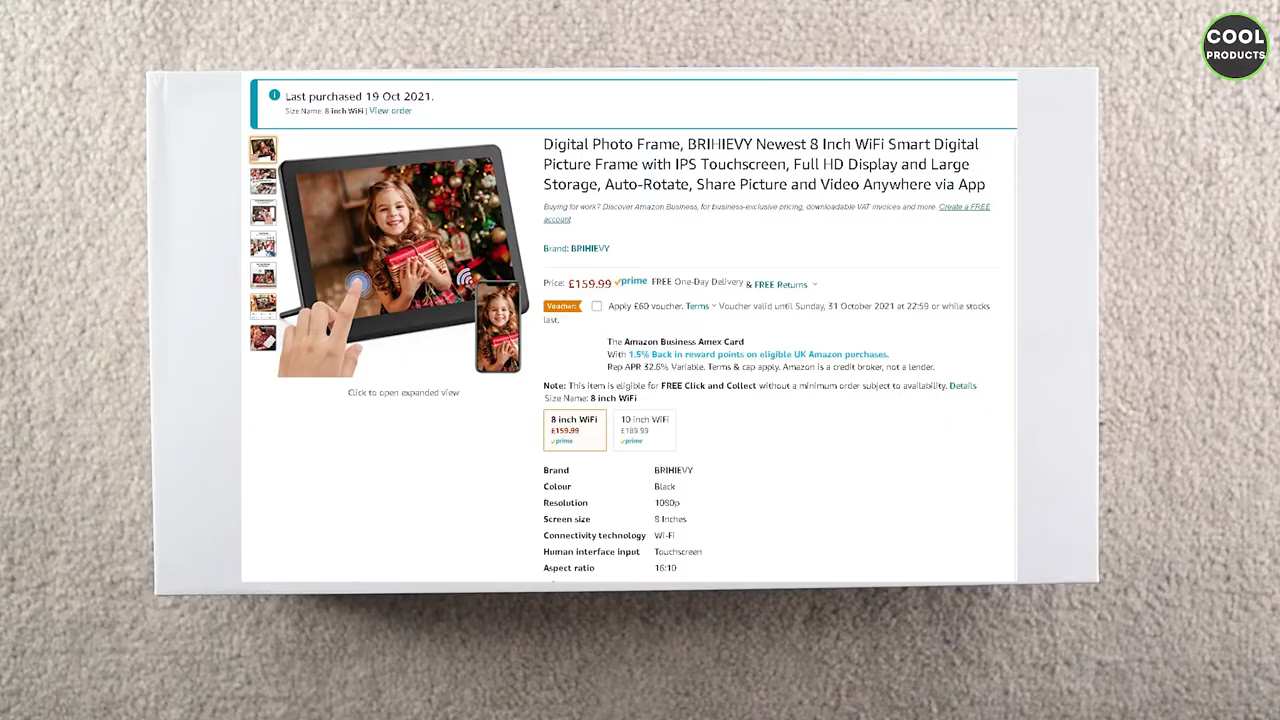 COOL
PRODUCTS
Last purchased 19 Oct 2021.
Size Name: 8 inch WiFi | View order
Digital Photo Frame, BRIHIEVY Newest 8 Inch WiFi Smart Digital
Picture Frame with IPS Touchscreen, Full HD Display and Large
Storage, Auto-Rotate, Share Picture and Video Anywhere via App
Buying for work? Discover Amazon Business, for business-exclusive pricing, downloadable VAT invoices and more. Create a FREE
account
Brand: BRIHIEVY
Price: £159.99 prime FREE One-Day Delivery & FREE Returns
Voucher: Apply £60 voucher. Terms Voucher valid until Sunday, 31 October 2021 at 22:59 or while stocks
last.
The Amazon Business Amex Card
With 1.5% Back in reward points on eligible UK Amazon purchases.
Rep APR 32.6% Variable. Terms & cap apply. Amazon is a credit broker, not a lender.
Note: This item is eligible for FREE Click and Collect without a minimum order subject to availability. Details
Click to open expanded view
Size Name: 8 inch WiFi
8 inch WiFi 10 inch WiFi
£159.99 £189.99
prime prime
Brand BRIHIEVY
Colour Black
Resolution 1080p
Screen size 8 Inches
Connectivity technology Wi-Fi
Human interface input Touchscreen
Aspect ratio 16:10